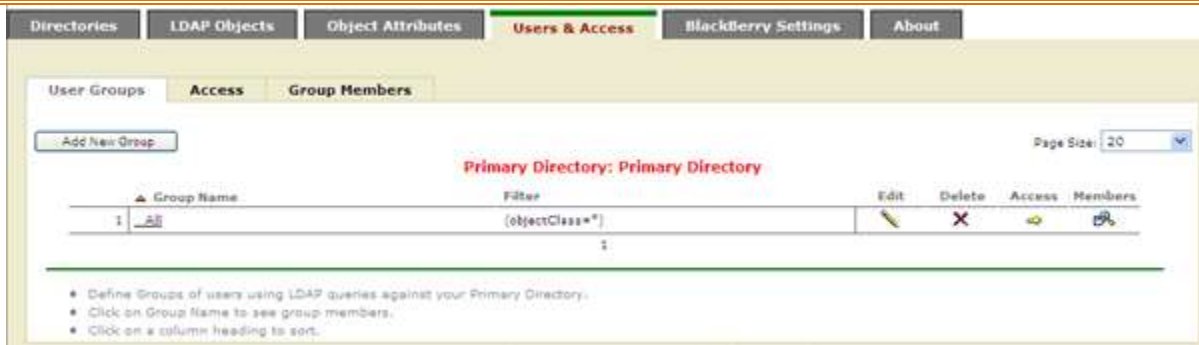 Directories LDAP Objects Object Attributes Users & Access BlackBerry Settings About
User Groups Access Group Members
Add New Group Page Size: 20
Primary Directory: Primary Directory
Group Name Filter Edit Delete Access Members
1 _All (objectClass=*)
1
Define Groups of users using LDAP queries against your Primary Directory.
Click on Group Name to see group members.
Click on a column heading to sort.